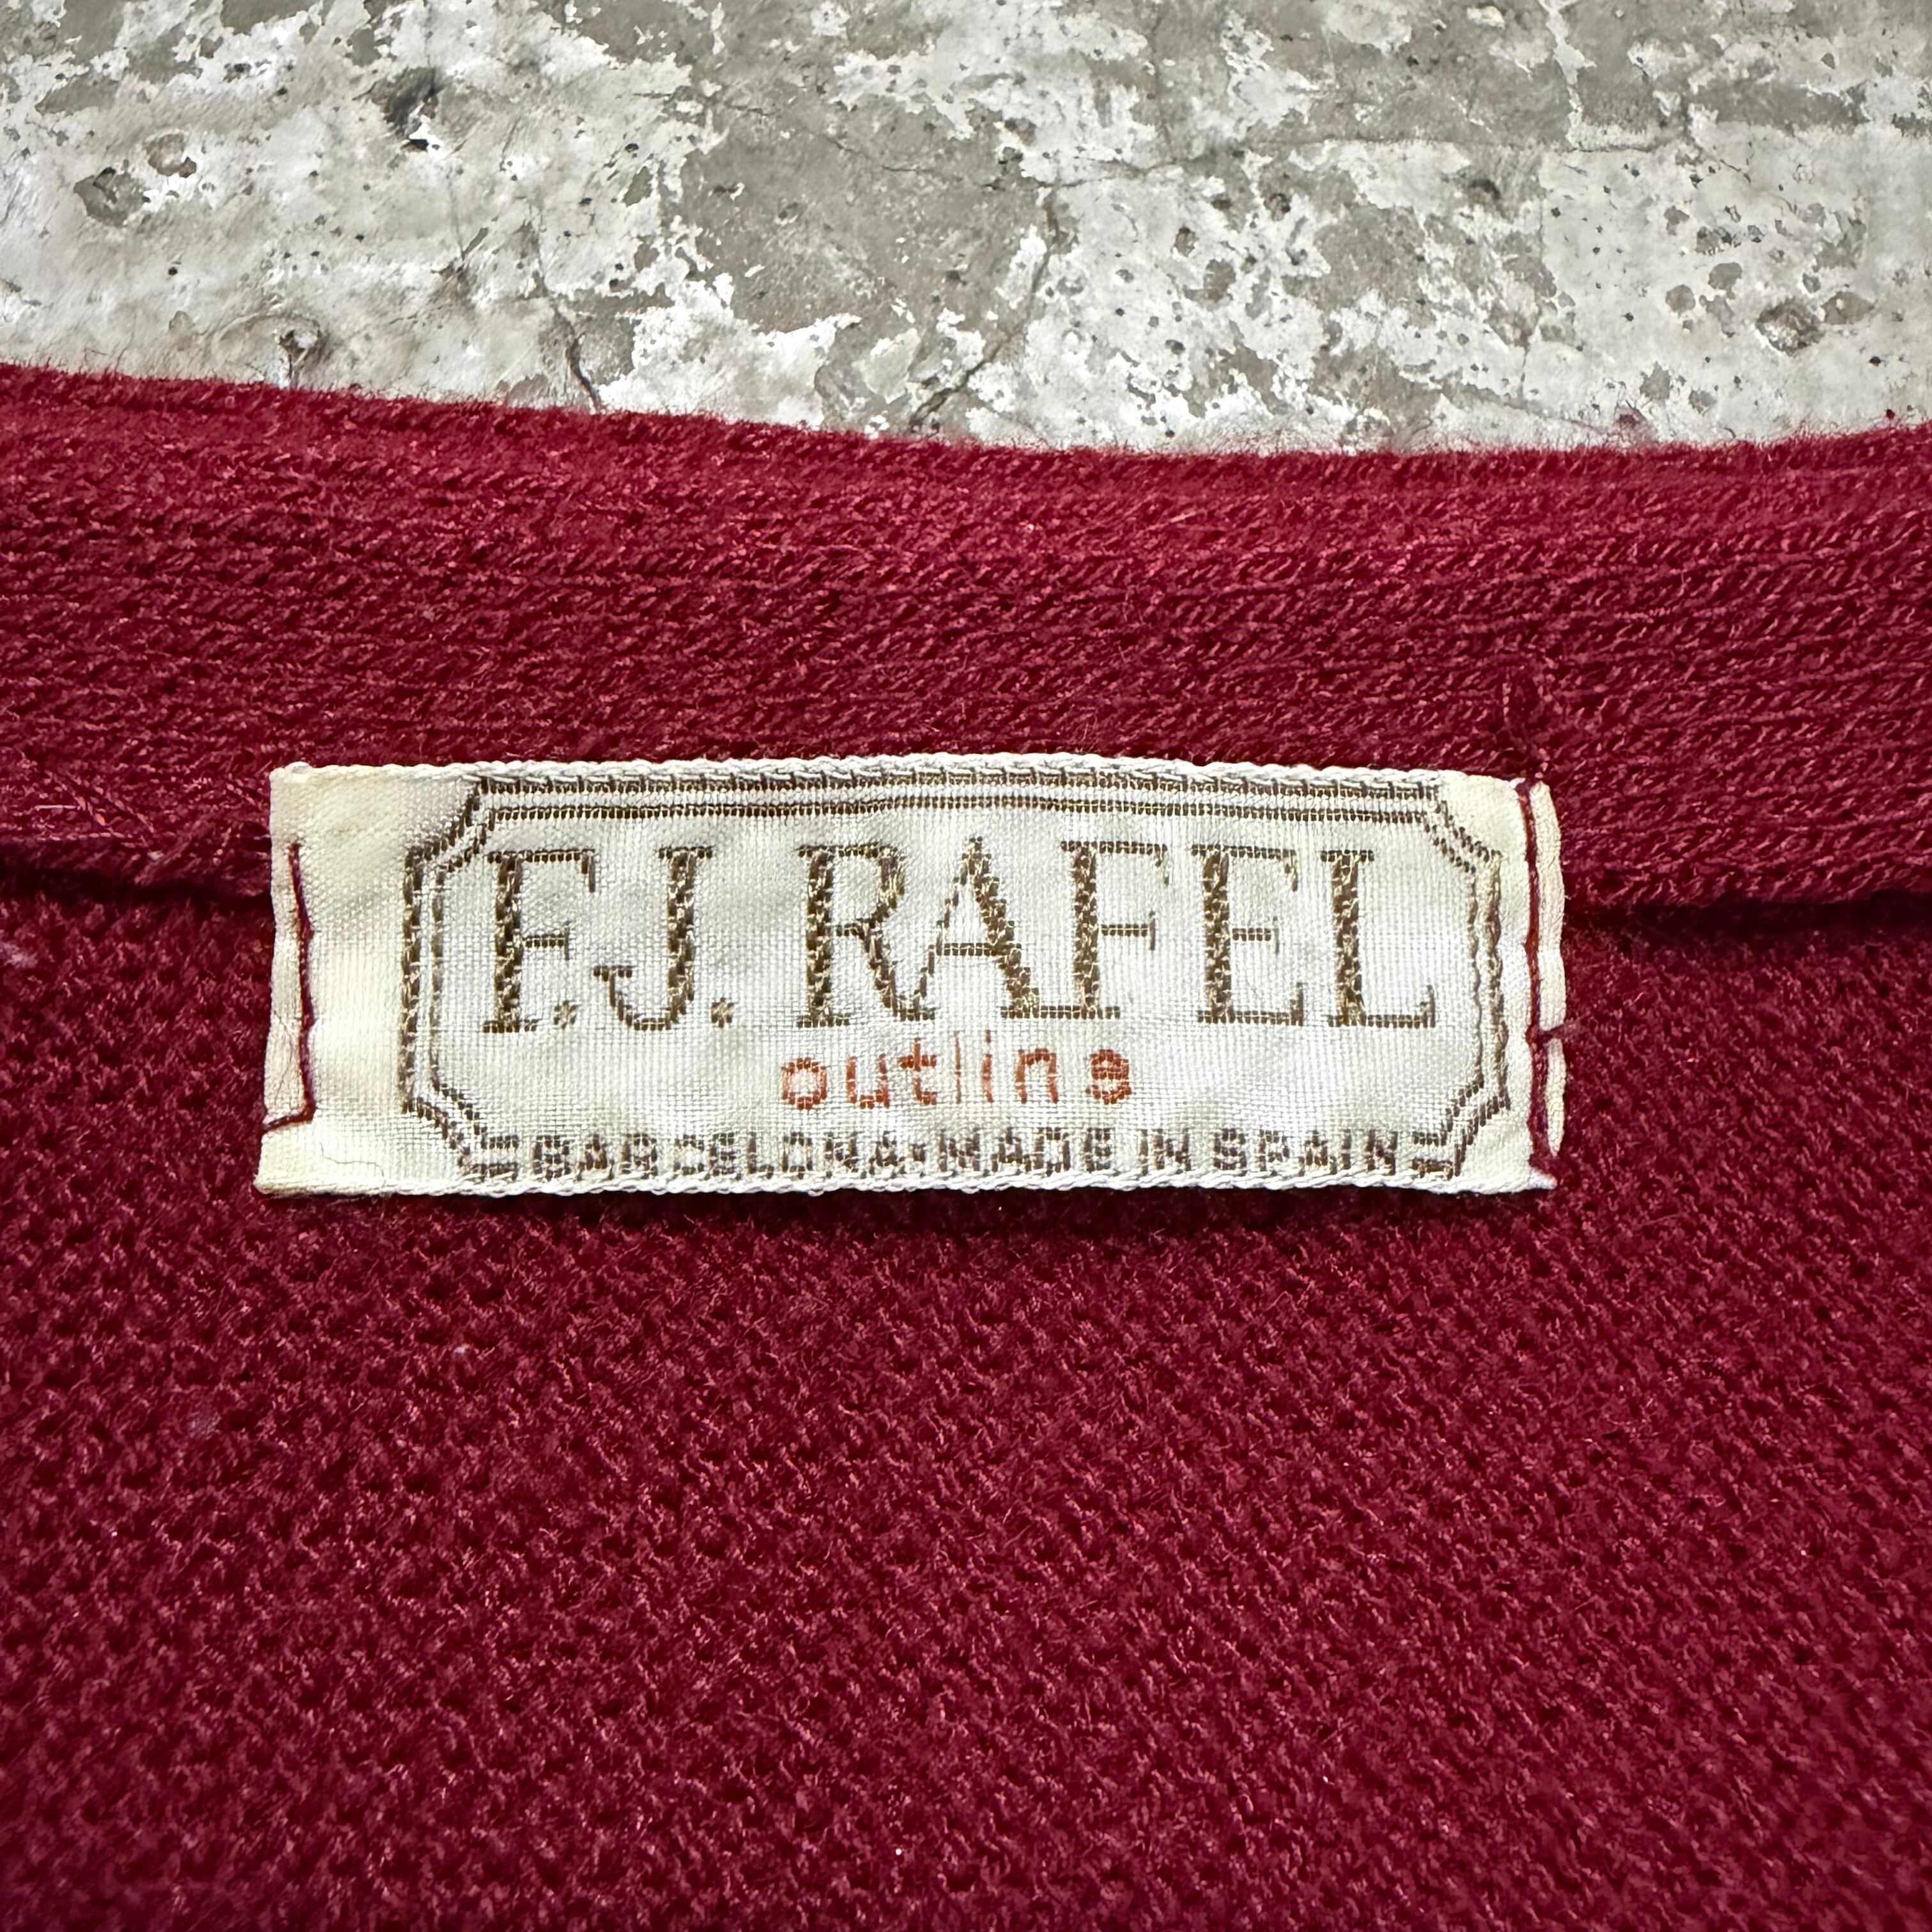 F.J. RAFEL
outline
BARCELONA·MADE IN SPAIN